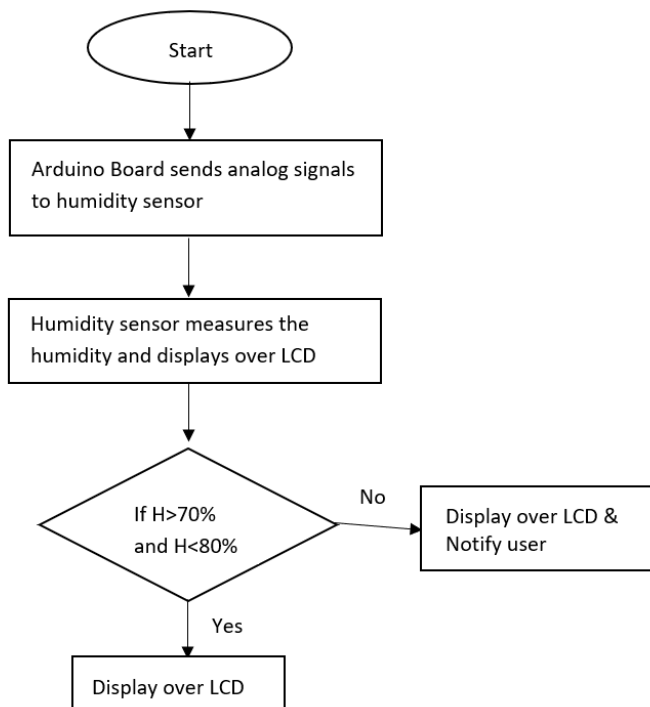 Start
Arduino Board sends analog signals
to humidity sensor
Humidity sensor measures the
humidity and displays over LCD
If H>70%
and H<80%
No
Display over LCD &
Notify user
Yes
Display over LCD